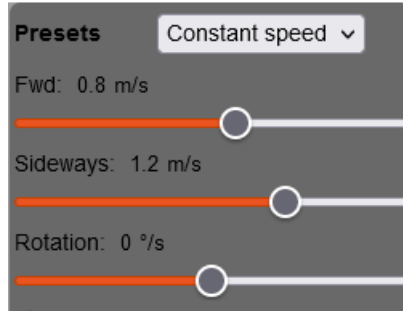 Presets Constant speed
Fwd: 0.8 m/s
Sideways: 1.2 m/s
Rotation: 0 °/s